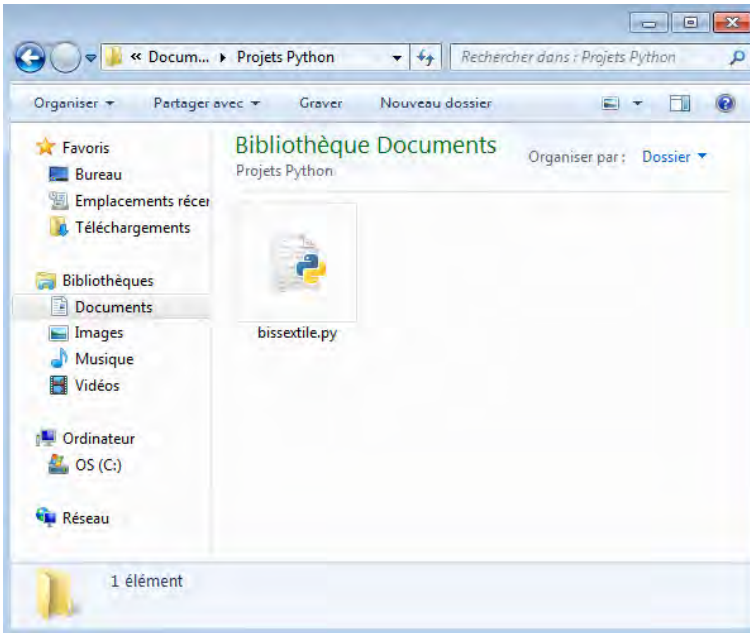 « Docum... ▸ Projets Python Rechercher dans : Projets Python
Organiser Partager avec Graver Nouveau dossier
Favoris
Bureau
Emplacements récer
Téléchargements
Bibliothèques
Documents
Images
Musique
Vidéos
Ordinateur
OS (C:)
Réseau
Bibliothèque Documents
Projets Python
Organiser par : Dossier
bissextile.py
1 élément